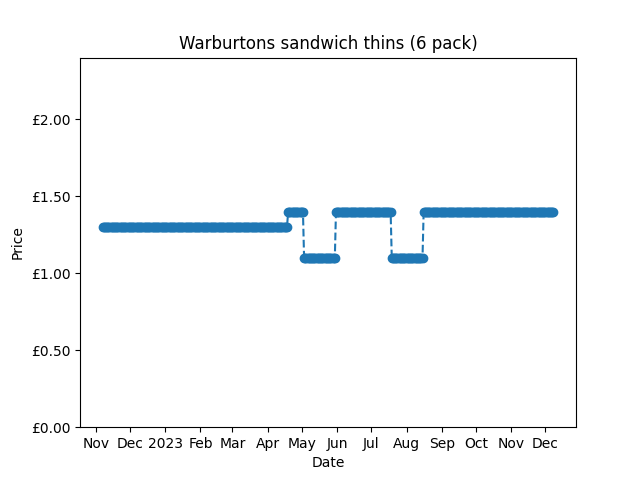 Warburtons sandwich thins (6 pack)
£2.00
£1.50
£1.00
£0.50
£0.00
Price
Nov Dec 2023 Feb Mar Apr May Jun Jul Aug Sep Oct Nov Dec
Date